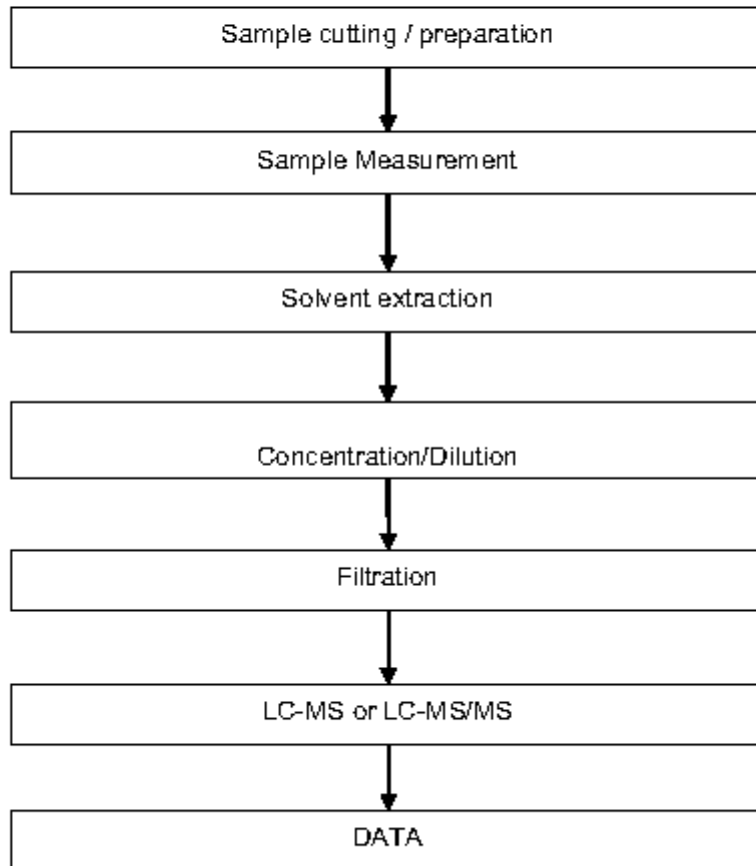 Sample cutting / preparation
Sample Measurement
Solvent extraction
Concentration/Dilution
Filtration
LC-MS or LC-MS/MS
DATA